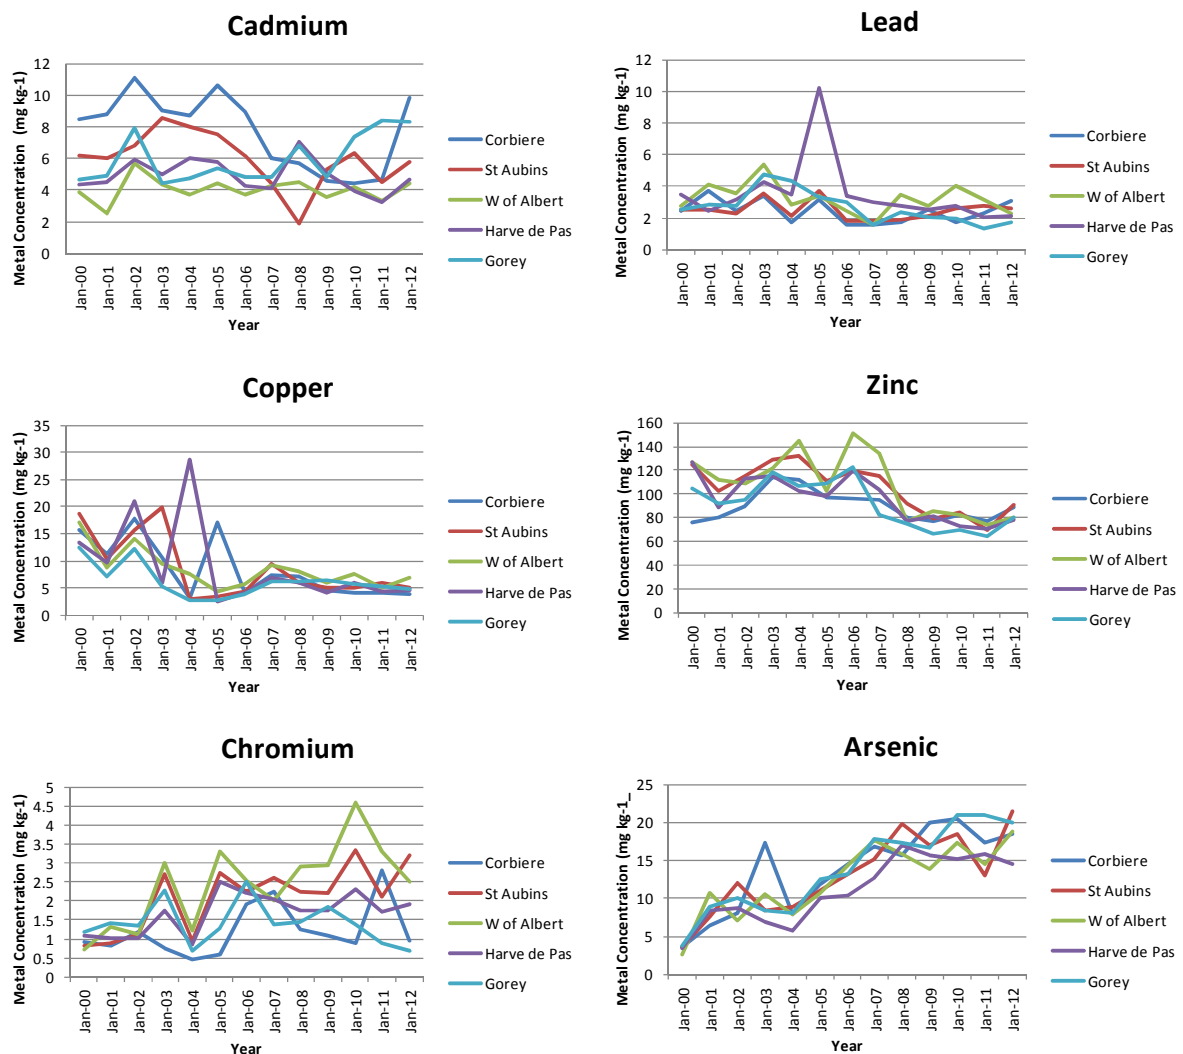 Cadmium
Metal Concentration (mg kg-1)
12
10
8
6
4
2
0
Jan-00
Jan-01
Jan-02
Jan-03
Jan-04
Jan-05
Jan-06
Jan-07
Jan-08
Jan-09
Jan-10
Jan-11
Jan-12
Year
Corbiere
St Aubins
W of Albert
Harve de Pas
Gorey
Lead
Metal Concentration (mg kg-1)
12
10
8
6
4
2
0
Jan-00
Jan-01
Jan-02
Jan-03
Jan-04
Jan-05
Jan-06
Jan-07
Jan-08
Jan-09
Jan-10
Jan-11
Jan-12
Year
Corbiere
St Aubins
W of Albert
Harve de Pas
Gorey
Copper
Metal Concentration (mg kg-1)
35
30
25
20
15
10
5
0
Jan-00
Jan-01
Jan-02
Jan-03
Jan-04
Jan-05
Jan-06
Jan-07
Jan-08
Jan-09
Jan-10
Jan-11
Jan-12
Year
Corbiere
St Aubins
W of Albert
Harve de Pas
Gorey
Zinc
Metal Concentration (mg kg-1)
160
140
120
100
80
60
40
20
0
Jan-00
Jan-01
Jan-02
Jan-03
Jan-04
Jan-05
Jan-06
Jan-07
Jan-08
Jan-09
Jan-10
Jan-11
Jan-12
Year
Corbiere
St Aubins
W of Albert
Harve de Pas
Gorey
Chromium
Metal Concentration (mg kg-1)
5
4.5
4
3.5
3
2.5
2
1.5
1
0.5
0
Jan-00
Jan-01
Jan-02
Jan-03
Jan-04
Jan-05
Jan-06
Jan-07
Jan-08
Jan-09
Jan-10
Jan-11
Jan-12
Year
Corbiere
St Aubins
W of Albert
Harve de Pas
Gorey
Arsenic
Metal Concentration (mg kg-1_
25
20
15
10
5
0
Jan-00
Jan-01
Jan-02
Jan-03
Jan-04
Jan-05
Jan-06
Jan-07
Jan-08
Jan-09
Jan-10
Jan-11
Jan-12
Year
Corbiere
St Aubins
W of Albert
Harve de Pas
Gorey